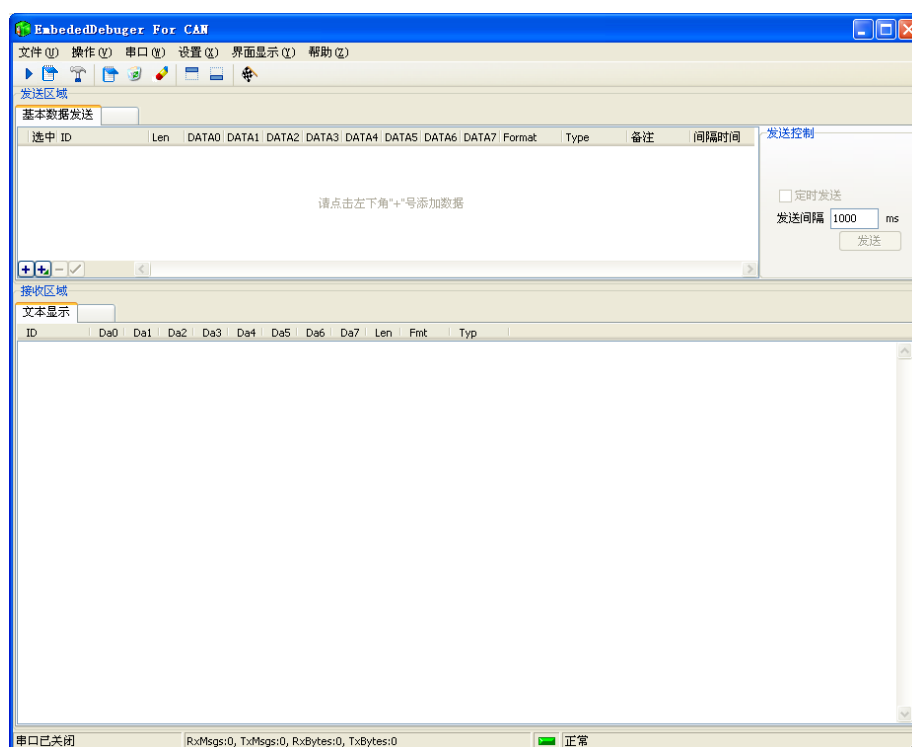 EmbededDebuger For CAN
文件(U) 操作(V) 串口(W) 设置(X) 界面显示(Y) 帮助(Z)
发送区域
基本数据发送
选中 ID Len DATA0 DATA1 DATA2 DATA3 DATA4 DATA5 DATA6 DATA7 Format Type 备注 间隔时间
发送控制
请点击左下角"+"号添加数据
定时发送
发送间隔 1000 ms
发送
接收区域
文本显示
ID Da0 Da1 Da2 Da3 Da4 Da5 Da6 Da7 Len Fmt Typ
串口已关闭 RxMsgs:0, TxMsgs:0, RxBytes:0, TxBytes:0 正常